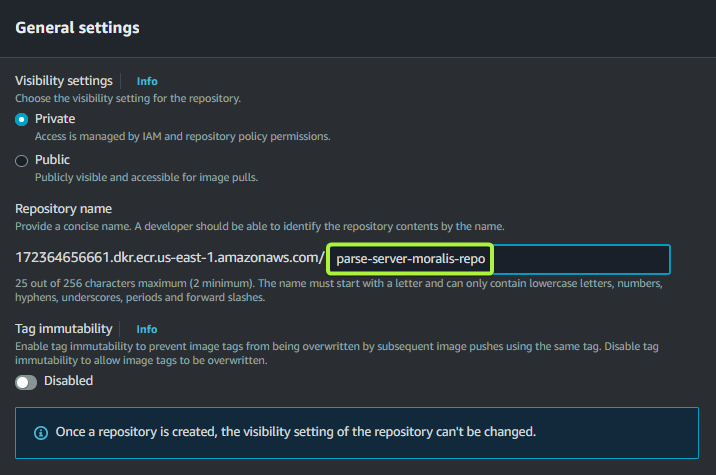 General settings
Visibility settings Info
Choose the visibility setting for the repository.
Private
Access is managed by IAM and repository policy permissions.
Public
Publicly visible and accessible for image pulls.
Repository name
Provide a concise name. A developer should be able to identify the repository contents by the name.
172364656661.dkr.ecr.us-east-1.amazonaws.com/ parse-server-moralis-repo
25 out of 256 characters maximum (2 minimum). The name must start with a letter and can only contain lowercase letters, numbers,
hyphens, underscores, periods and forward slashes.
Tag immutability Info
Enable tag immutability to prevent image tags from being overwritten by subsequent image pushes using the same tag. Disable tag
immutability to allow image tags to be overwritten.
Disabled
Once a repository is created, the visibility setting of the repository can't be changed.